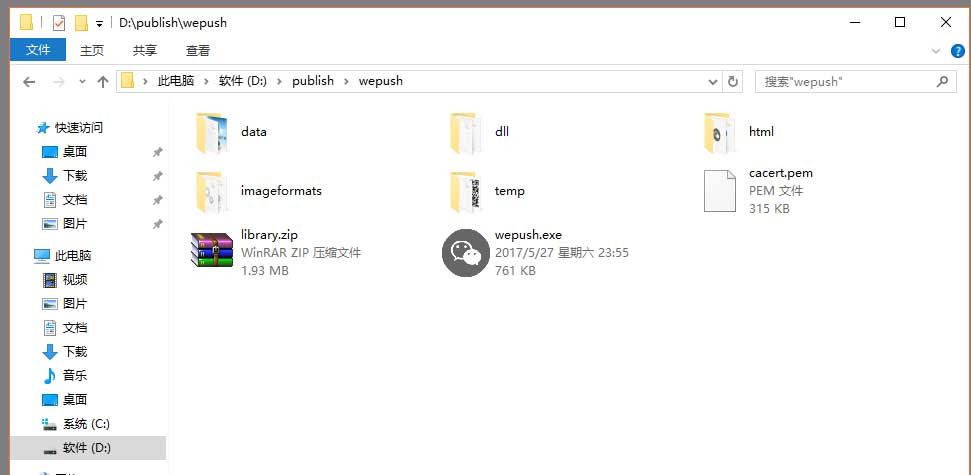 D:\publish\wepush
文件 主页 共享 查看
此电脑 软件 (D:) publish wepush
搜索"wepush"
快速访问
桌面
下载
文档
图片
此电脑
视频
图片
文档
下载
音乐
桌面
系统 (C:)
软件 (D:)
data
dll
html
imageformats
temp
cacert.pem
PEM 文件
315 KB
library.zip
WinRAR ZIP 压缩文件
1.93 MB
wepush.exe
2017/5/27 星期六 23:55
761 KB